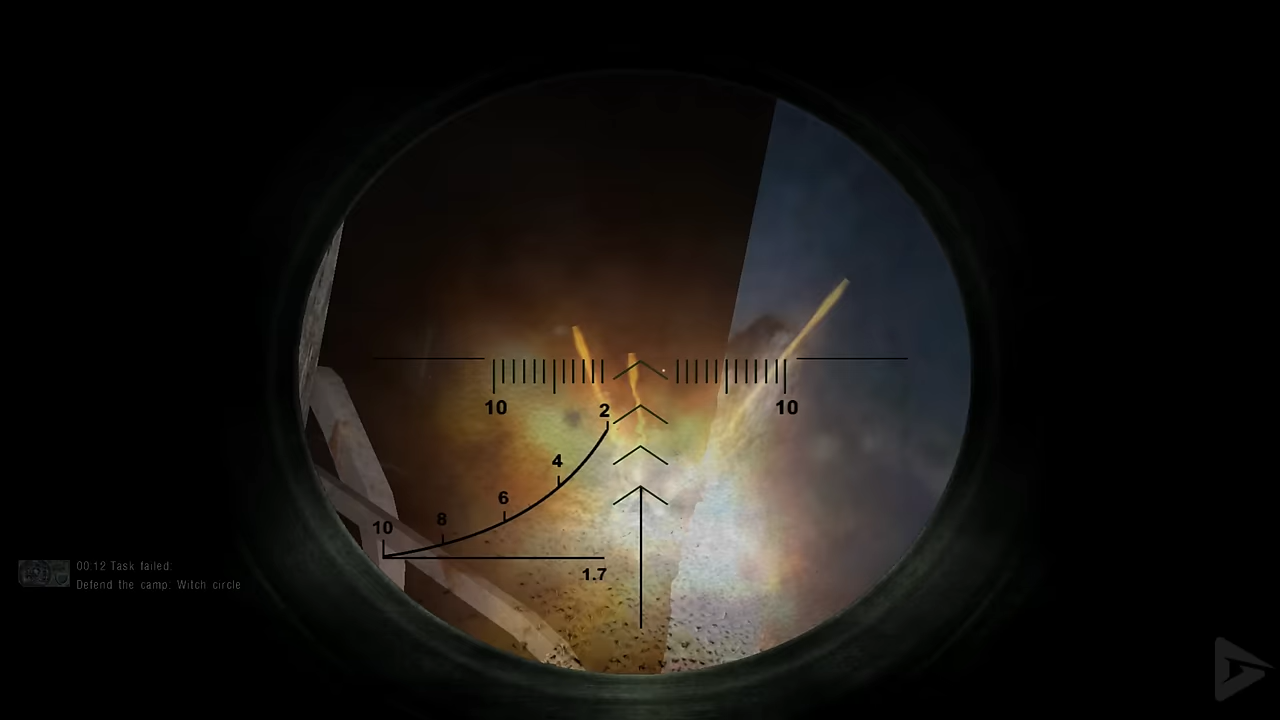 10 2 10
4
6
8
10
1.7
00:12 Task failed:
Defend the camp. Witch circle